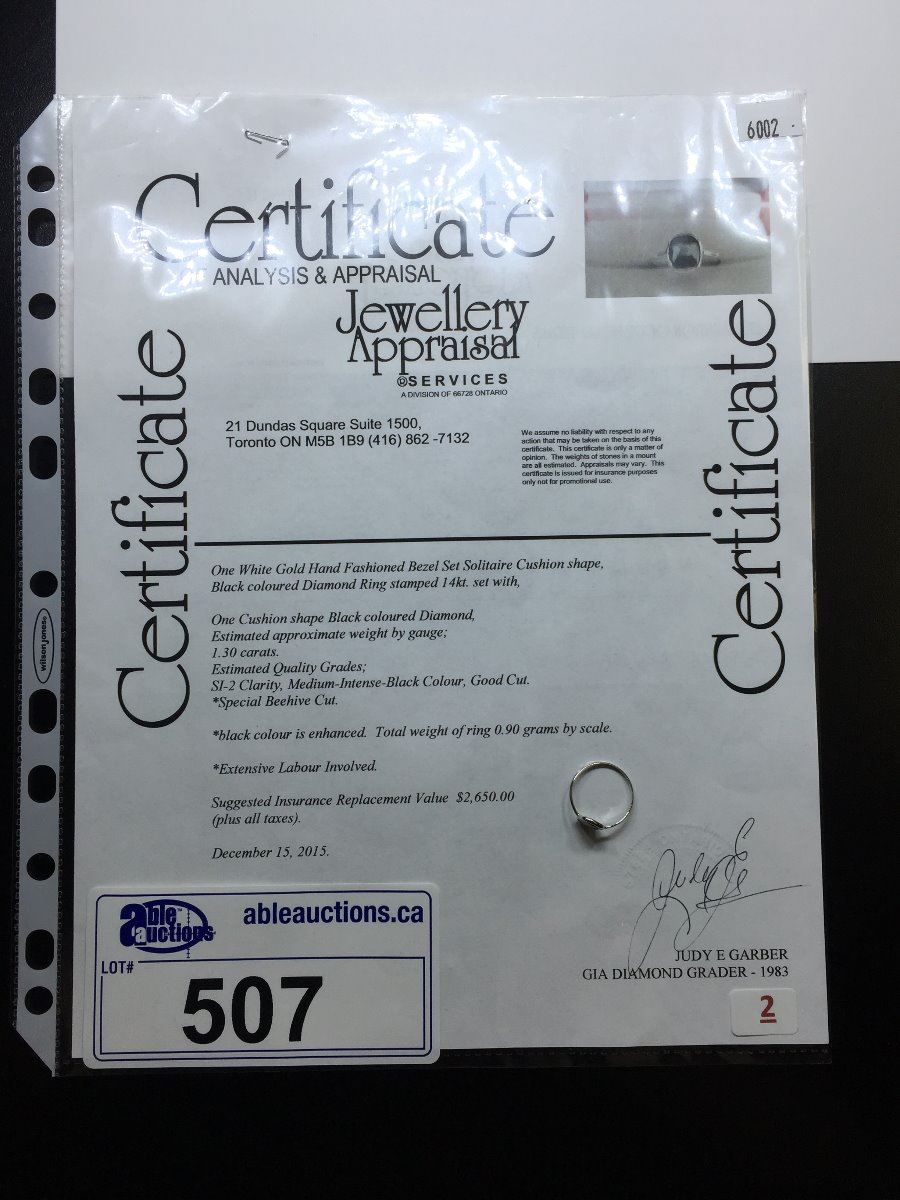 6002
Certificate
OF ANALYSIS & APPRAISAL
Jewellery
Appraisal
®SERVICES
A DIVISION OF 66728 ONTARIO
Certificate
Certificate
21 Dundas Square Suite 1500,
Toronto ON M5B 1B9 (416) 862 -7132
We assume no liability with respect to any
action that may be taken on the basis of this
certificate. This certificate is only a matter of
opinion. The weights of stones in a mount
are all estimated. Appraisals may vary. This
certificate is issued for insurance purposes
only not for promotional use.
One White Gold Hand Fashioned Bezel Set Solitaire Cushion shape,
Black coloured Diamond Ring stamped 14kt. set with,
One Cushion shape Black coloured Diamond,
Estimated approximate weight by gauge;
1.30 carats.
Estimated Quality Grades;
SI-2 Clarity, Medium-Intense-Black Colour, Good Cut.
*Special Beehive Cut.
*black colour is enhanced. Total weight of ring 0.90 grams by scale.
*Extensive Labour Involved.
Suggested Insurance Replacement Value $2,650.00
(plus all taxes).
December 15, 2015.
wilson jones®
Judy E
JUDY E GARBER
GIA DIAMOND GRADER - 1983
able auctions™
ableauctions.ca
LOT#
507
2